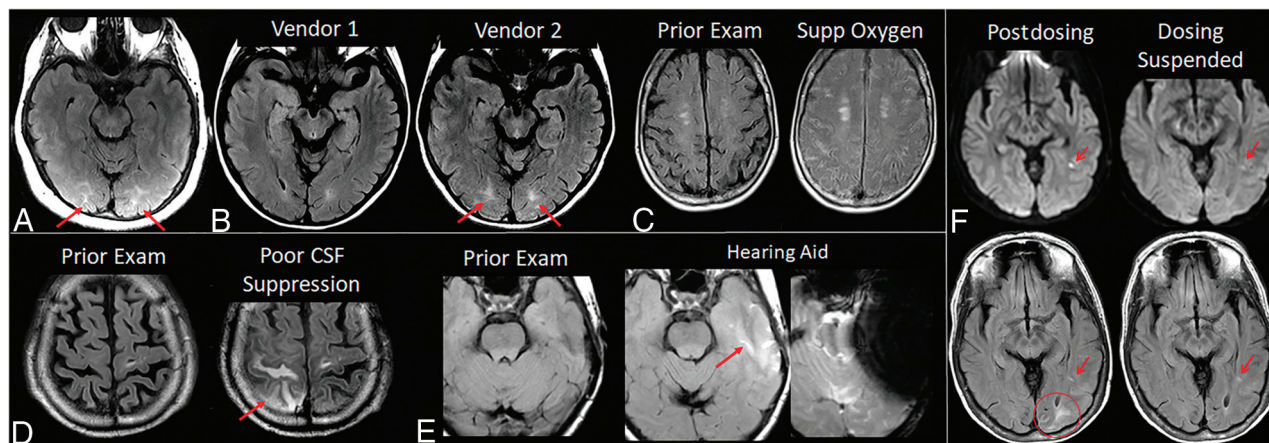 Vendor 1
Vendor 2
Prior Exam
Supp Oxygen
Postdosing
Dosing
Suspended
A
B
C
F
Prior Exam
Poor CSF
Suppression
Prior Exam
Hearing Aid
D
E